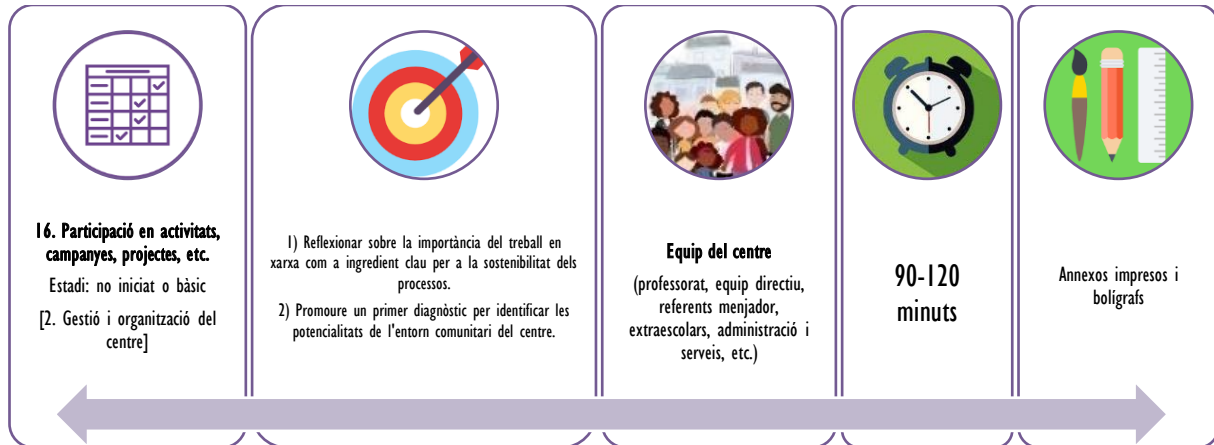 16. Participació en activitats,
campanyes, projectes, etc.
Estadi: no iniciat o bàsic
[2. Gestió i organització del
centre]
1) Reflexionar sobre la importància del treball en
xarxa com a ingredient clau per a la sostenibilitat dels
processos.
2) Promoure un primer diagnòstic per identificar les
potencialitats de l'entorn comunitari del centre.
Equip del centre
(professorat, equip directiu,
referents menjador,
extraescolars, administració i
serveis, etc.)
90-120
minuts
Annexos impresos i
bolígrafs